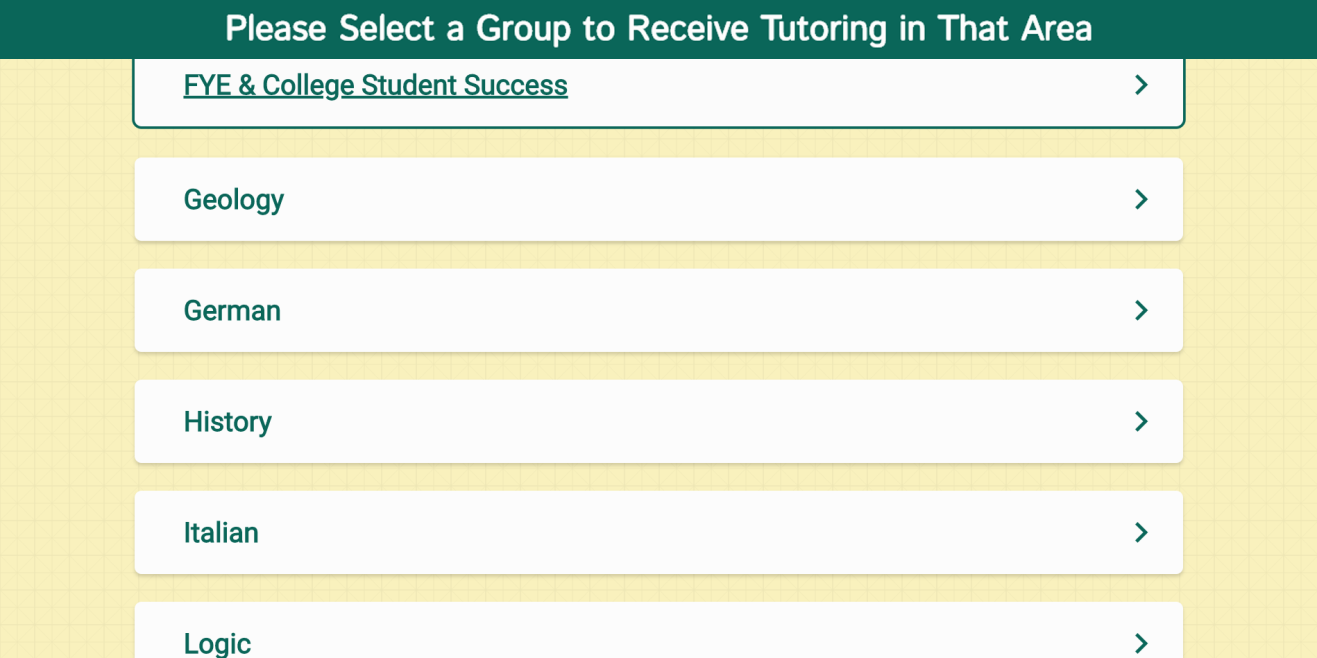 Please Select a Group to Receive Tutoring in That Area
FYE & College Student Success
Geology
German
History
Italian
Logic